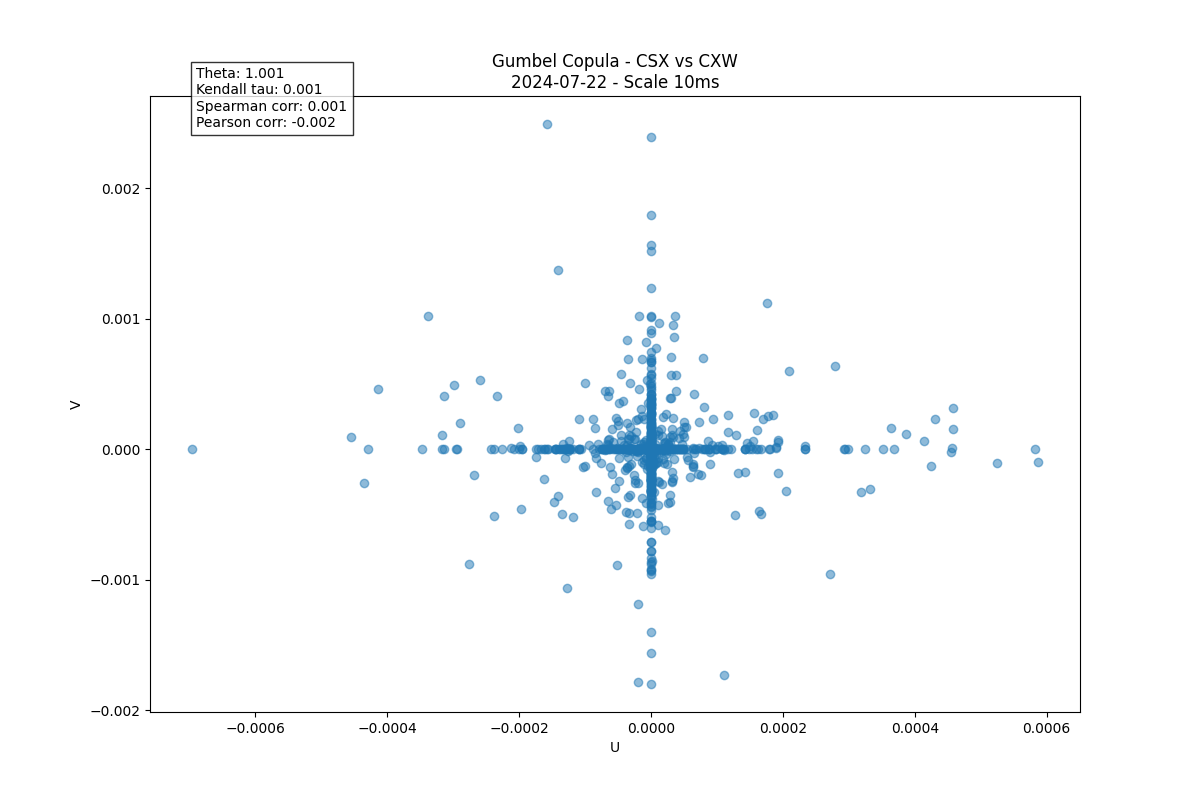 Gumbel Copula - CSX vs CXW
2024-07-22 - Scale 10ms
Theta: 1.001
Kendall tau: 0.001
Spearman corr: 0.001
Pearson corr: -0.002
V
0.002
0.001
0.000
−0.001
−0.002
−0.0006
−0.0004
−0.0002
0.0000
0.0002
0.0004
0.0006
U